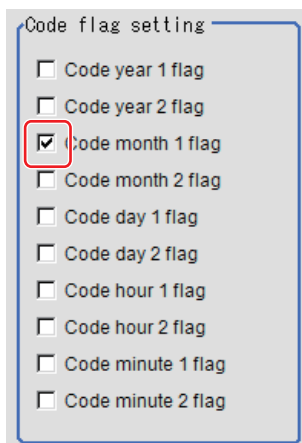 Code flag setting
Code year 1 flag
Code year 2 flag
Code month 1 flag
Code month 2 flag
Code day 1 flag
Code day 2 flag
Code hour 1 flag
Code hour 2 flag
Code minute 1 flag
Code minute 2 flag